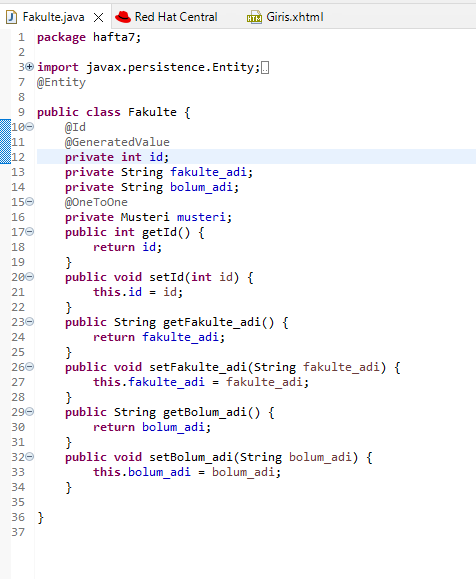 Fakulte.java Red Hat Central Giris.xhtml
1 package hafta7;
2
3 import javax.persistence.Entity;
7 @Entity
8
9 public class Fakulte {
10 @Id
11 @GeneratedValue
12 private int id;
13 private String fakulte_adi;
14 private String bolum_adi;
15 @OneToOne
16 private Musteri musteri;
17 public int getId() {
18 return id;
19 }
20 public void setId(int id) {
21 this.id = id;
22 }
23 public String getFakulte_adi() {
24 return fakulte_adi;
25 }
26 public void setFakulte_adi(String fakulte_adi) {
27 this.fakulte_adi = fakulte_adi;
28 }
29 public String getBolum_adi() {
30 return bolum_adi;
31 }
32 public void setBolum_adi(String bolum_adi) {
33 this.bolum_adi = bolum_adi;
34 }
35
36 }
37